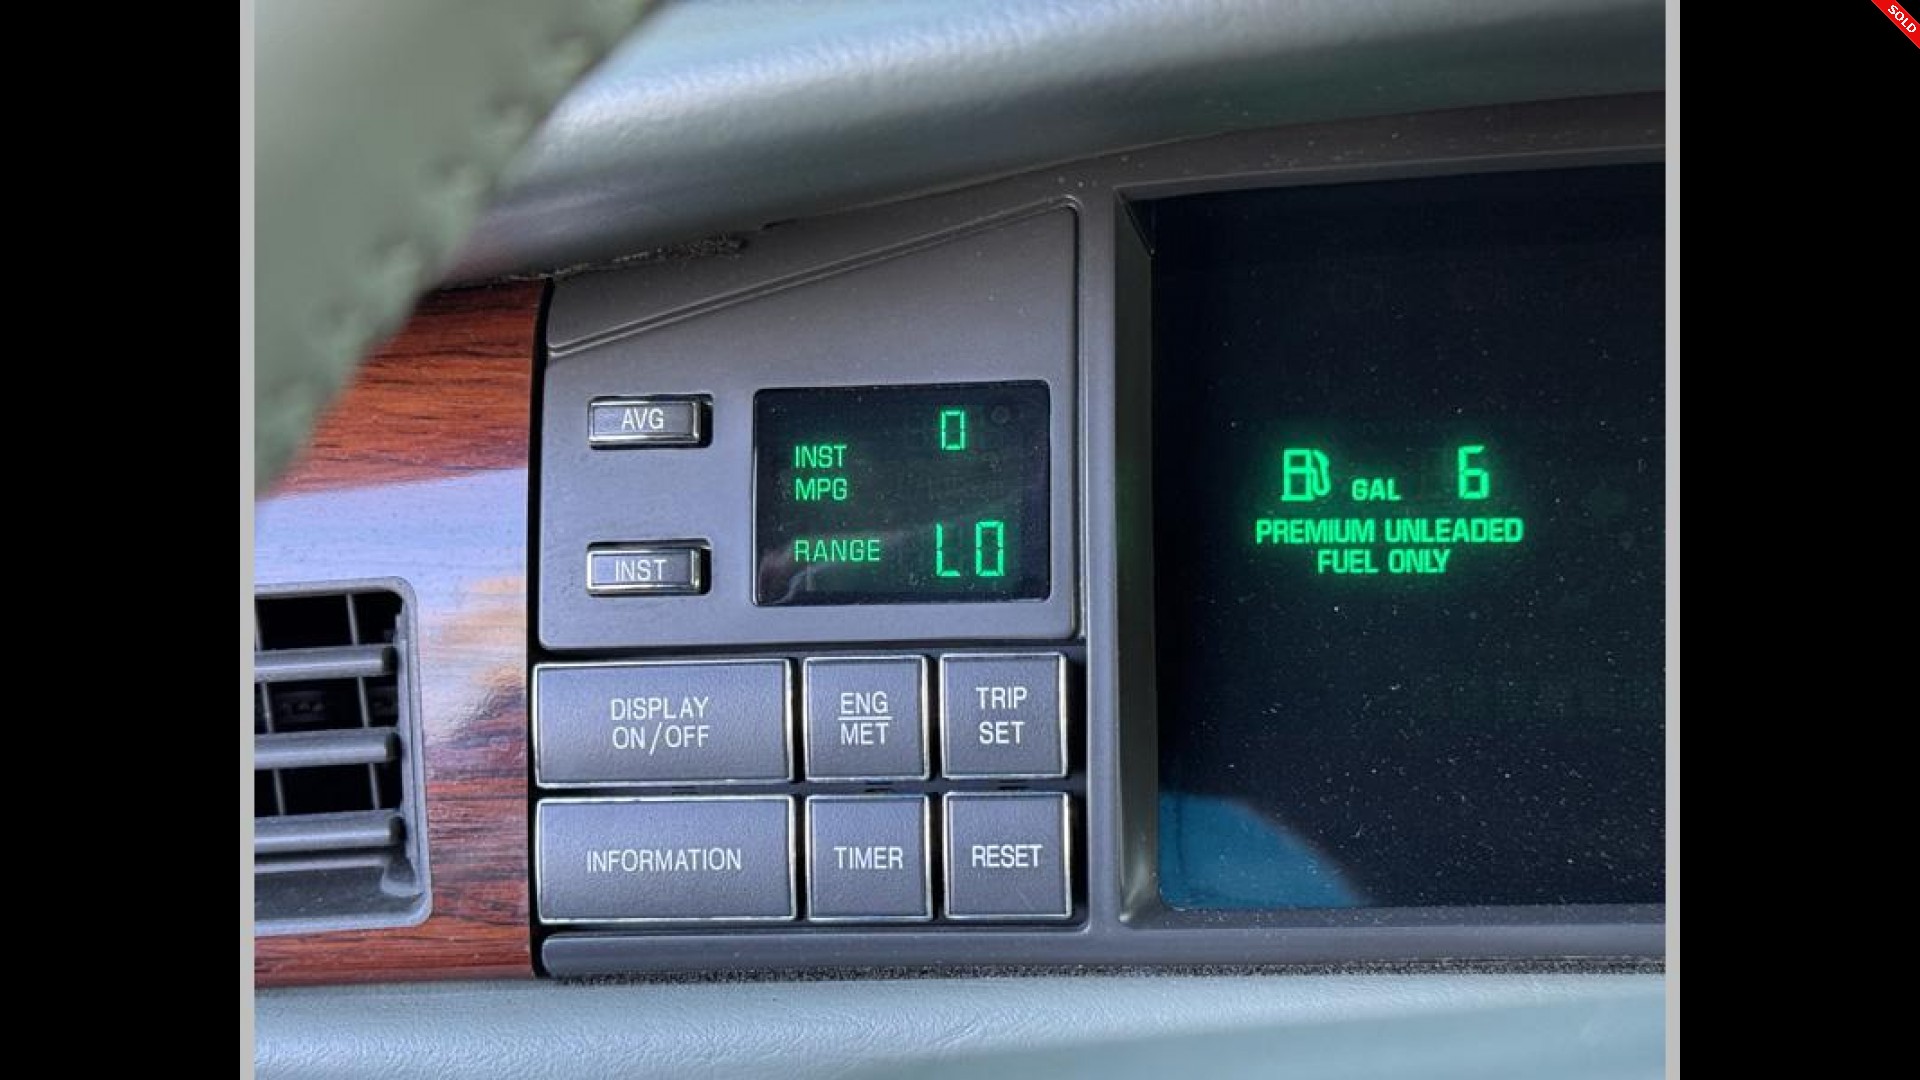 SOLD
AVG
INST
INST
MPG
0
RANGE LO
GAL 6
PREMIUM UNLEADED
FUEL ONLY
DISPLAY
ON/OFF
ENG
MET
TRIP
SET
INFORMATION
TIMER
RESET